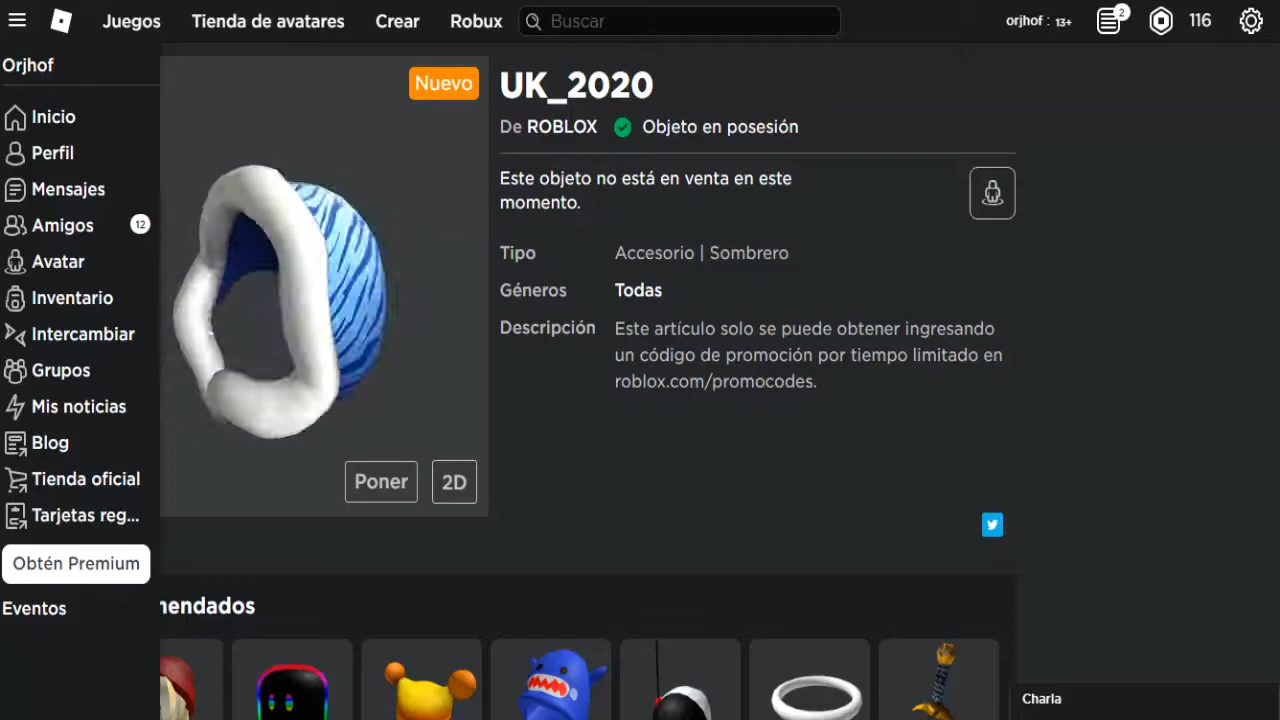 Juegos
Tienda de avatares
Crear
Robux
Buscar
orjhof : 13+
2
116
Orjhof
Inicio
Perfil
Mensajes
Amigos
12
Avatar
Inventario
Intercambiar
Grupos
Mis noticias
Blog
Tienda oficial
Tarjetas reg...
Obtén Premium
Eventos
Nuevo
Poner
2D
UK_2020
De ROBLOX Objeto en posesión
Este objeto no está en venta en este
momento.
Tipo Accesorio | Sombrero
Géneros Todas
Descripción Este artículo solo se puede obtener ingresando
un código de promoción por tiempo limitado en
roblox.com/promocodes.
mendados
Charla